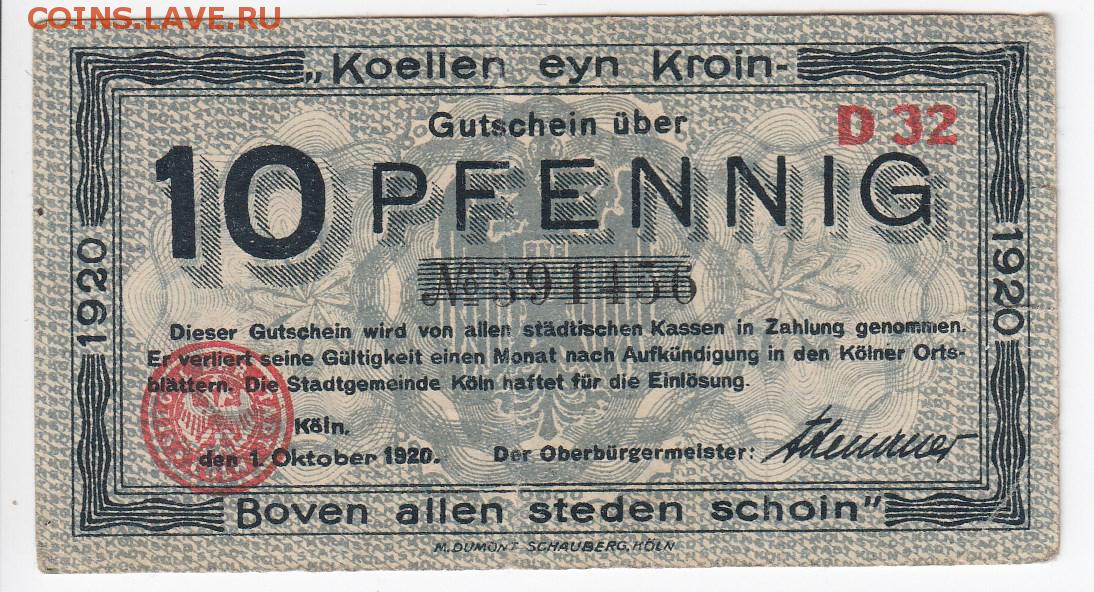 COINS.LAVE.RU
„Koellen eyn Kroin-
Gutschein über
D 32
10 PFENNIG
№ 391456
1920
1920
Dieser Gutschein wird von allen städtischen Kassen in Zahlung genommen.
Er verliert seine Gültigkeit einen Monat nach Aufkündigung in den Kölner Orts-
blättern. Die Stadtgemeinde Köln haftet für die Einlösung.
Köln,
den 1. Oktober 1920.
Der Oberbürgermeister: Adenauer
Boven allen steden schoin”
M. DUMONT SCHAUBERG, KÖLN